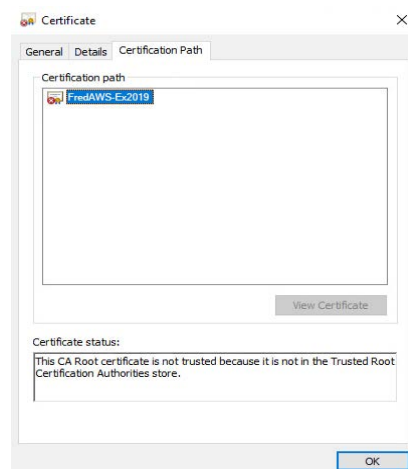 Certificate
General Details Certification Path
Certification path
FredAWS-Ex2019
View Certificate
Certificate status:
This CA Root certificate is not trusted because it is not in the Trusted Root
Certification Authorities store.
OK